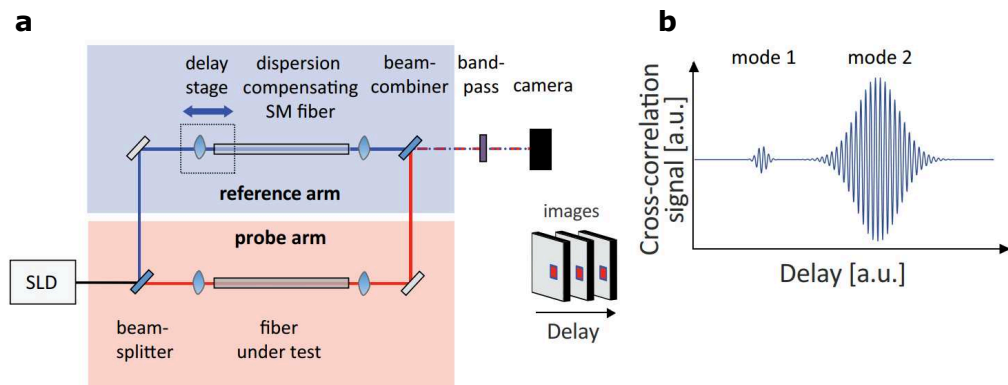 a
delay
stage
dispersion
compensating
SM fiber
beam-
combiner
band-
pass
camera
reference arm
probe arm
SLD
beam-
splitter
fiber
under test
images
Delay
b
mode 1
mode 2
Cross-correlation
signal [a.u.]
Delay [a.u.]